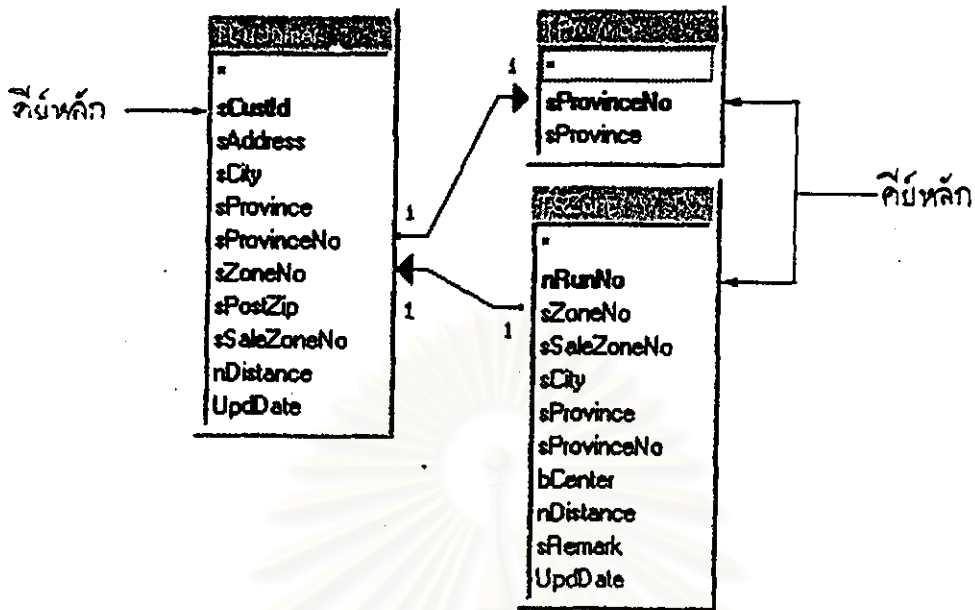 *
sCustId
sAddress
sCity
sProvince
sProvinceNo
sZoneNo
sPostZip
sSaleZoneNo
nDistance
UpdDate
คีย์หลัก
1
1
1
1
*
sProvinceNo
sProvince
*
nRunNo
sZoneNo
sSaleZoneNo
sCity
sProvince
sProvinceNo
bCenter
nDistance
sRemark
UpdDate
คีย์หลัก